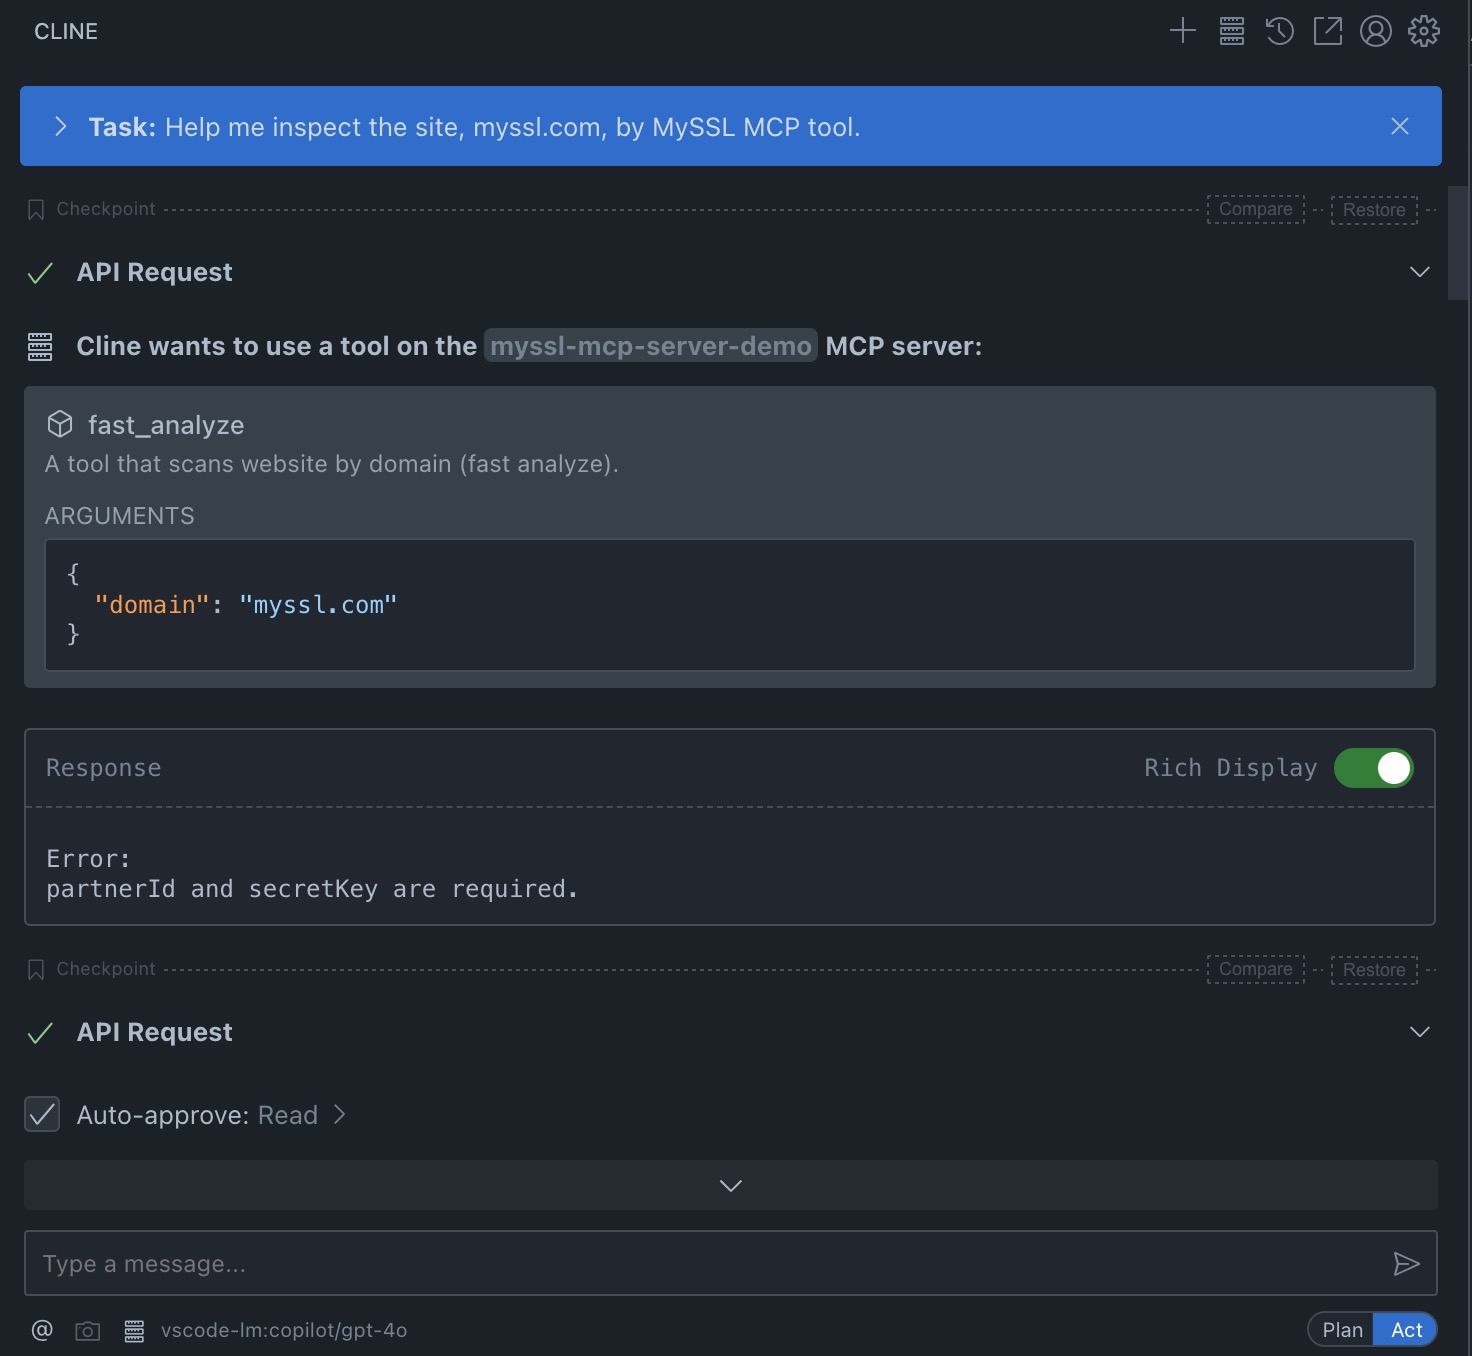 CLINE
Task: Help me inspect the site, myssl.com, by MySSL MCP tool.
Checkpoint Compare Restore
API Request
Cline wants to use a tool on the myssl-mcp-server-demo MCP server:
fast_analyze
A tool that scans website by domain (fast analyze).
ARGUMENTS
{
"domain": "myssl.com"
}
Response Rich Display
Error:
partnerId and secretKey are required.
Checkpoint Compare Restore
API Request
Auto-approve: Read
Type a message...
@ vscode-lm:copilot/gpt-4o Plan Act